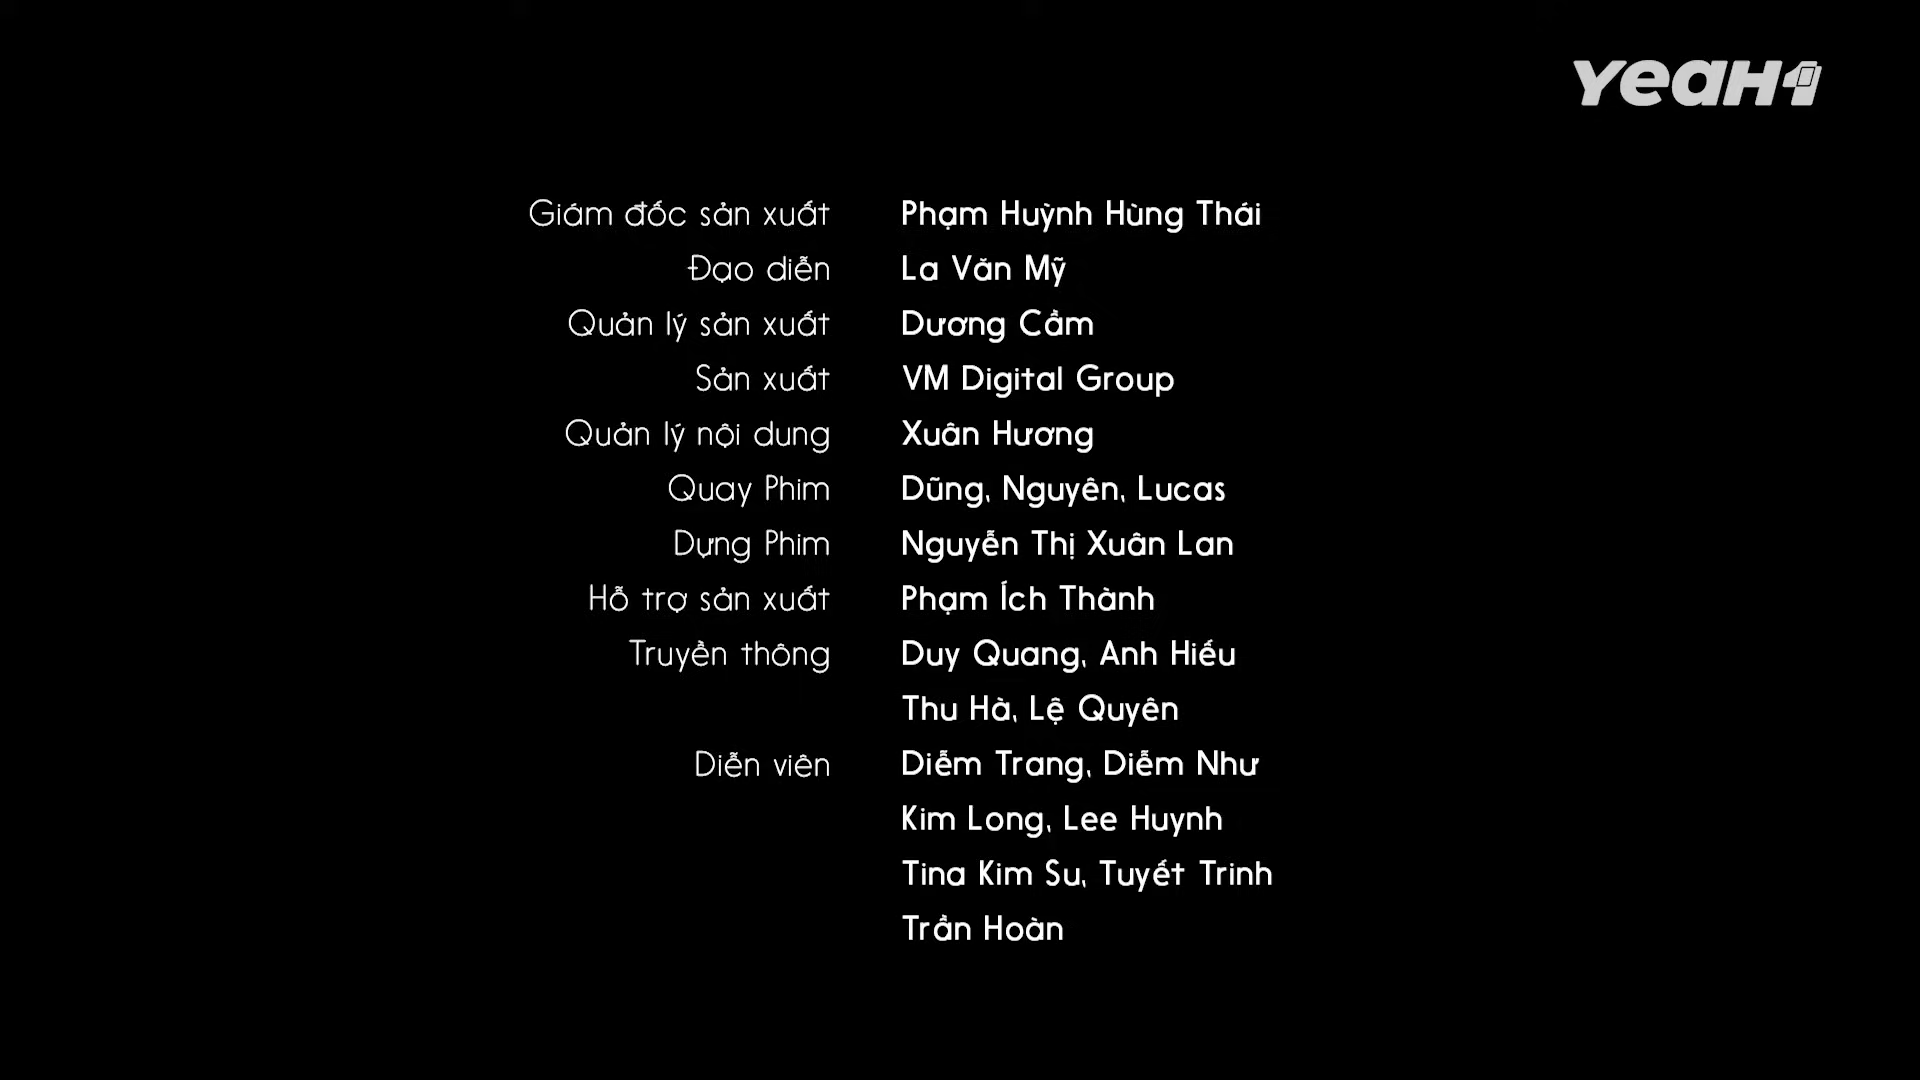 YEAH1
Giám đốc sản xuất Phạm Huỳnh Hùng Thái
Đạo diễn La Văn Mỹ
Quản lý sản xuất Dương Cầm
Sản xuất VM Digital Group
Quản lý nội dung Xuân Hương
Quay Phim Dũng, Nguyên, Lucas
Dựng Phim Nguyễn Thị Xuân Lan
Hỗ trợ sản xuất Phạm Ích Thành
Truyền thông Duy Quang, Anh Hiếu
Thu Hà, Lệ Quyên
Diễn viên Diễm Trang, Diễm Như
Kim Long, Lee Huynh
Tina Kim Su, Tuyết Trinh
Trần Hoàn